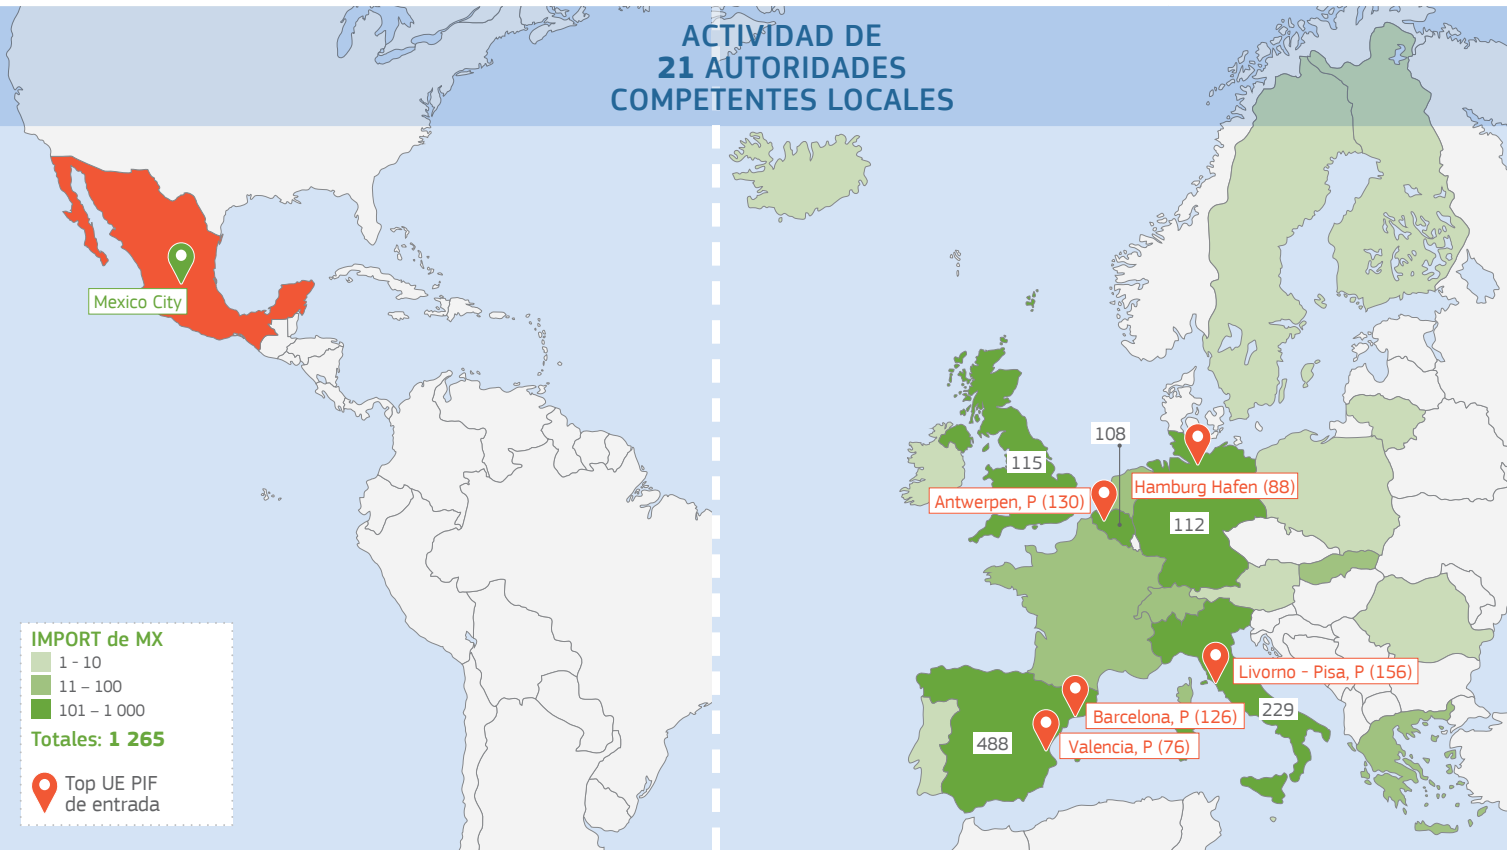 ACTIVIDAD DE
21 AUTORIDADES
COMPETENTES LOCALES
Mexico City
108
115
Hamburg Hafen (88)
Antwerpen, P (130)
112
IMPORT de MX
1 - 10
11 – 100
101 – 1 000
Totales: 1 265
Top UE PIF
de entrada
Livorno - Pisa, P (156)
229
Barcelona, P (126)
488
Valencia, P (76)